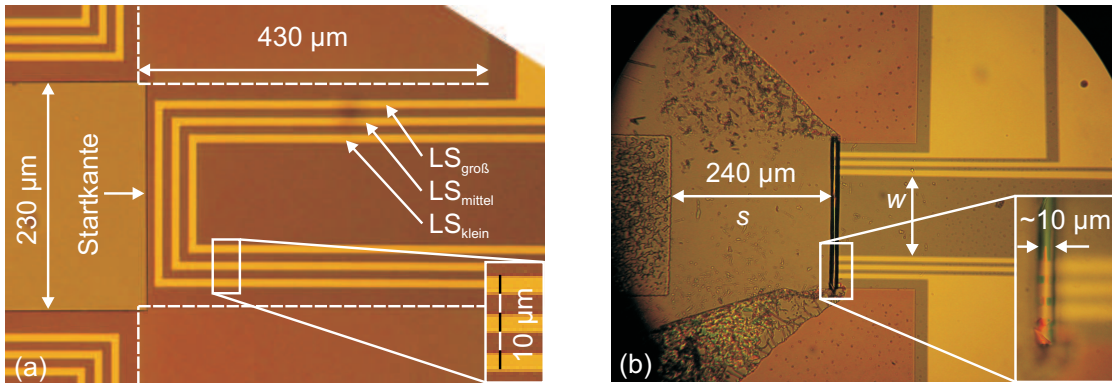 430 µm
230 µm
Startkante
LSgroß
LSmittel
LSklein
10 µm
(a)
240 µm
s
w
~10 µm
(b)